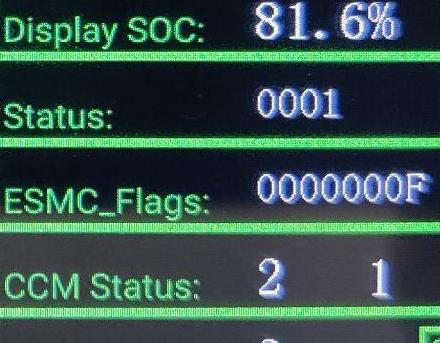 Display SOC: 81.6%
Status: 0001
ESMC_Flags: 0000000F
CCM Status: 2 1